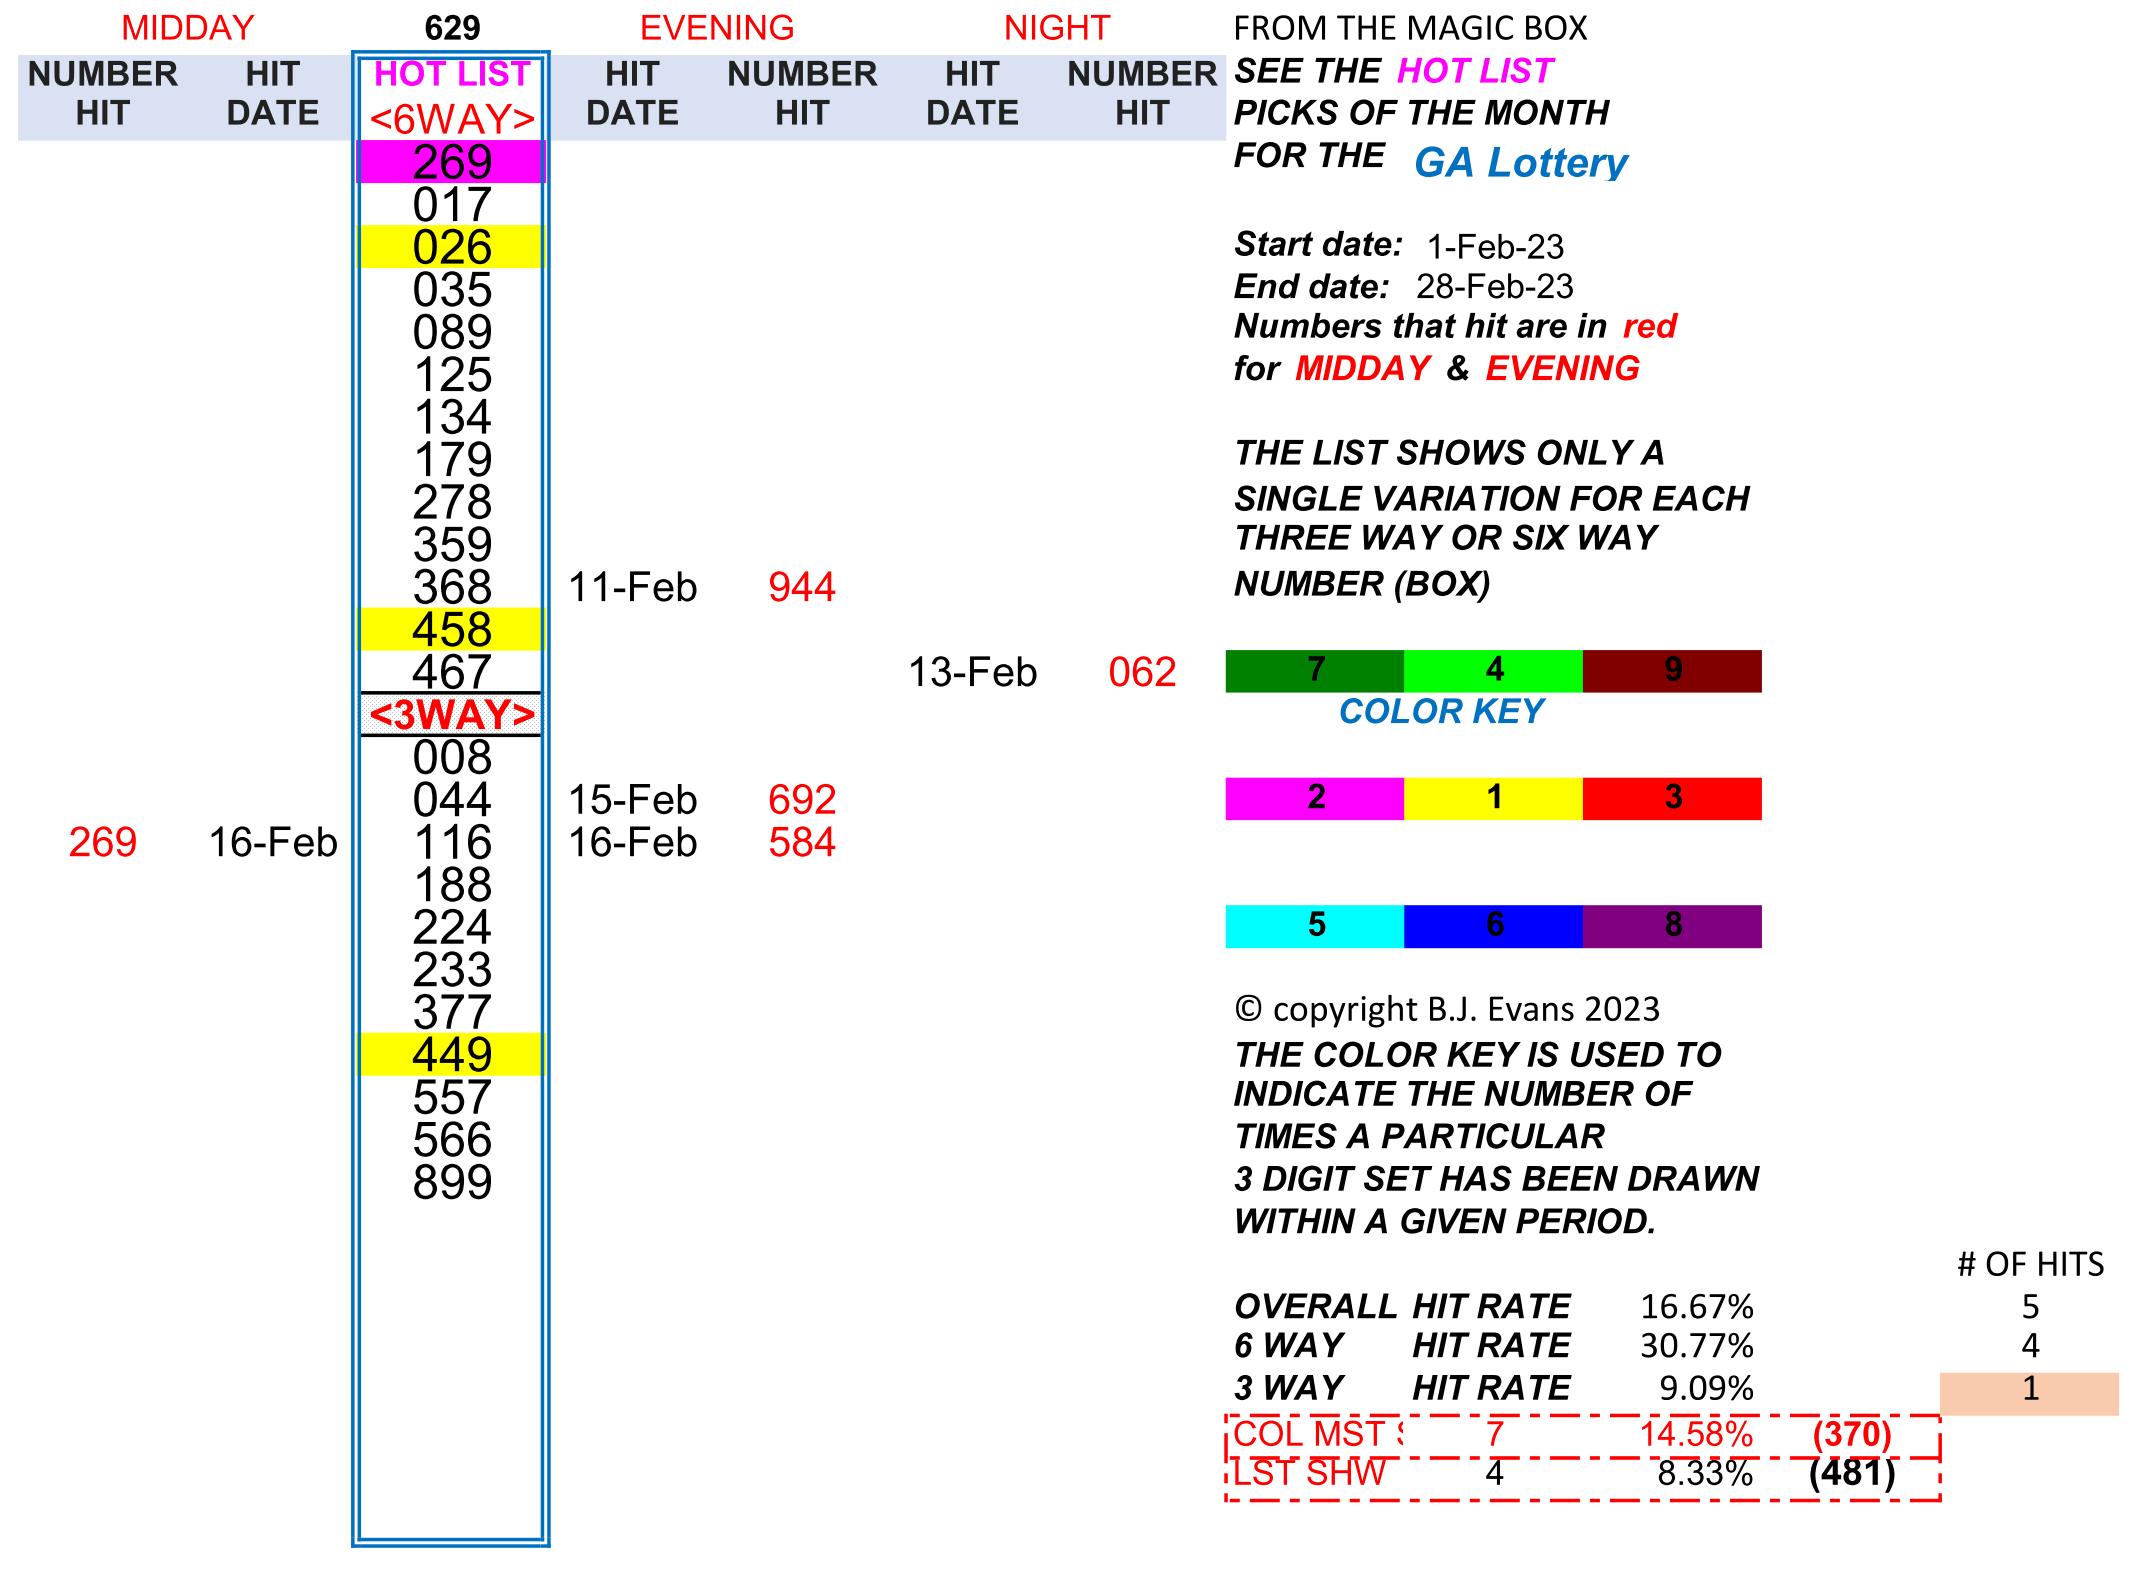 MIDDAY 629 EVENING NIGHT FROM THE MAGIC BOX
NUMBER HIT HOT LIST HIT NUMBER HIT NUMBER SEE THE HOT LIST
HIT DATE <6WAY> DATE HIT DATE HIT PICKS OF THE MONTH
269 FOR THE GA Lottery
017
026 Start date: 1-Feb-23
035 End date: 28-Feb-23
089 Numbers that hit are in red
125 for MIDDAY & EVENING
134
179 THE LIST SHOWS ONLY A
278 SINGLE VARIATION FOR EACH
359 THREE WAY OR SIX WAY
368 11-Feb 944 NUMBER (BOX)
458
467 13-Feb 062 7 4 9
<3WAY> COLOR KEY
008
044 15-Feb 692 2 1 3
269 16-Feb 116 16-Feb 584
188
224 5 6 8
233
377 © copyright B.J. Evans 2023
449 THE COLOR KEY IS USED TO
557 INDICATE THE NUMBER OF
566 TIMES A PARTICULAR
899 3 DIGIT SET HAS BEEN DRAWN
WITHIN A GIVEN PERIOD.
# OF HITS
OVERALL HIT RATE 16.67% 5
6 WAY HIT RATE 30.77% 4
3 WAY HIT RATE 9.09% 1
COL MST 7 14.58% (370)
LST SHW 4 8.33% (481)